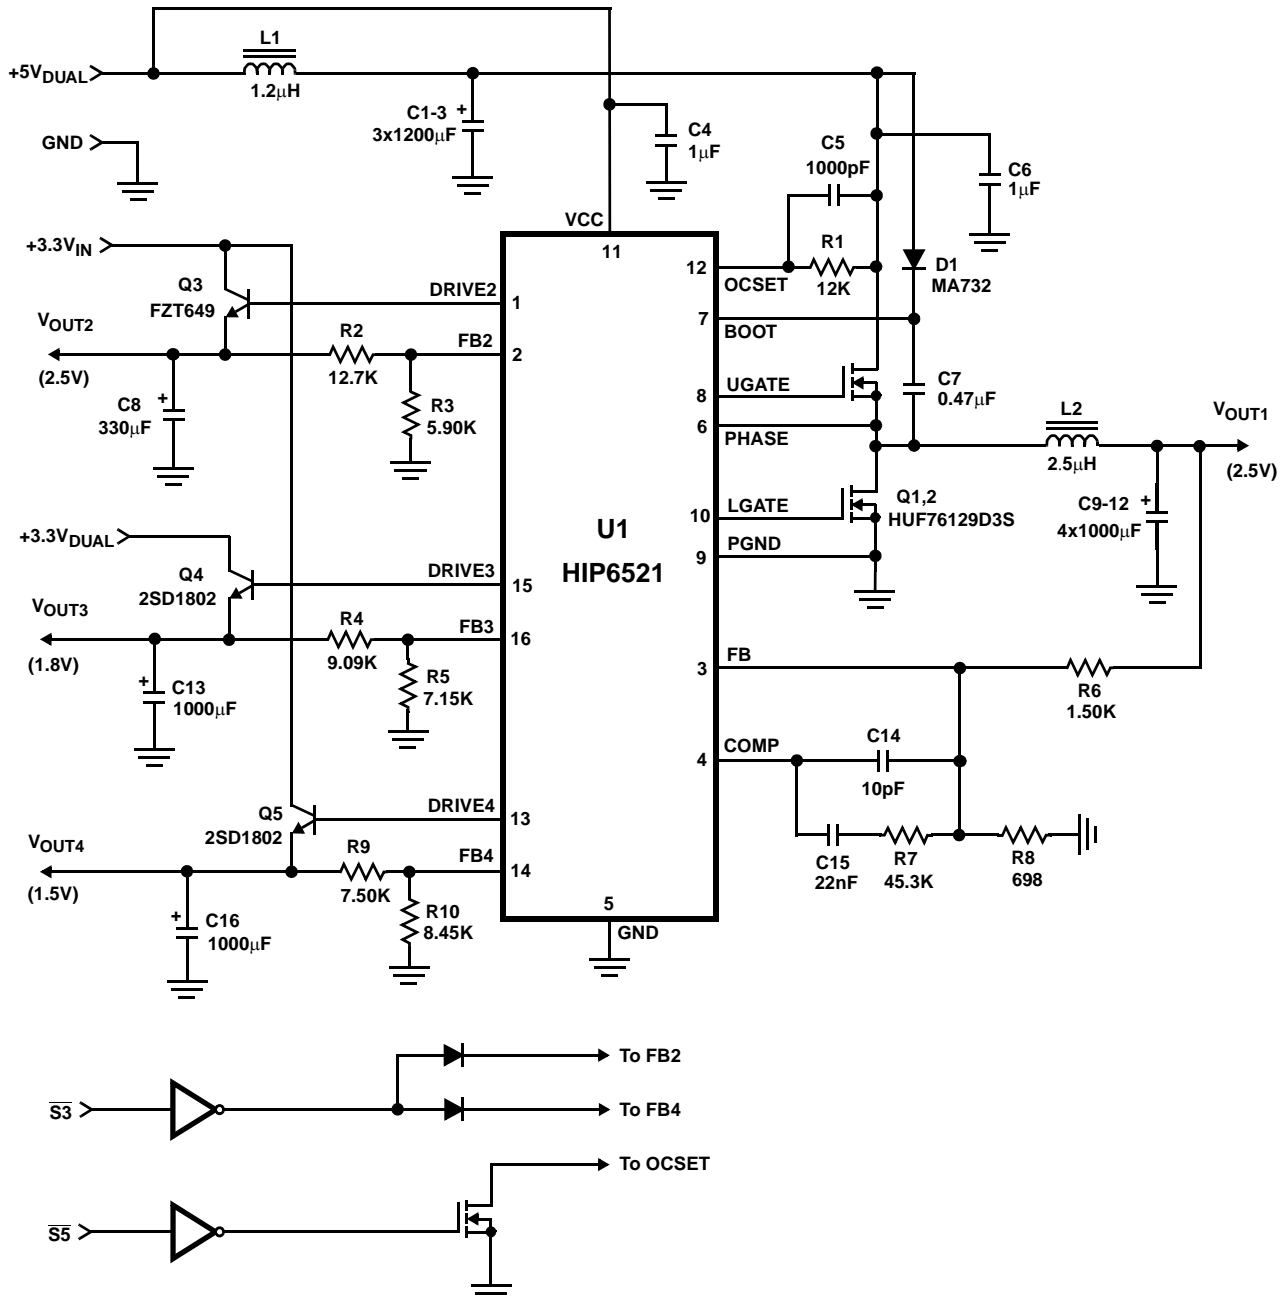 L1
+5VDUAL
1.2µH
C1-3
3x1200µF
+
GND
C4
1µF
C5
1000pF
C6
1µF
VCC
11
+3.3VIN
R1
12K
12
OCSET
D1
MA732
Q3
FZT649
DRIVE2
1
7
BOOT
VOUT2
(2.5V)
R2
12.7K
FB2
2
C7
0.47µF
UGATE
8
C8
330µF
+
R3
5.90K
6
PHASE
L2
2.5µH
VOUT1
(2.5V)
Q1,2
HUF76129D3S
LGATE
10
C9-12
4x1000µF
+
U1
HIP6521
PGND
9
+3.3VDUAL
Q4
2SD1802
DRIVE3
15
VOUT3
(1.8V)
R4
9.09K
FB3
16
FB
3
C13
1000µF
+
R5
7.15K
R6
1.50K
COMP
4
C14
10pF
Q5
2SD1802
DRIVE4
13
VOUT4
(1.5V)
R9
7.50K
FB4
14
C15
22nF
R7
45.3K
R8
698
C16
1000µF
+
R10
8.45K
5
GND
To FB2
S3
To FB4
To OCSET
S5